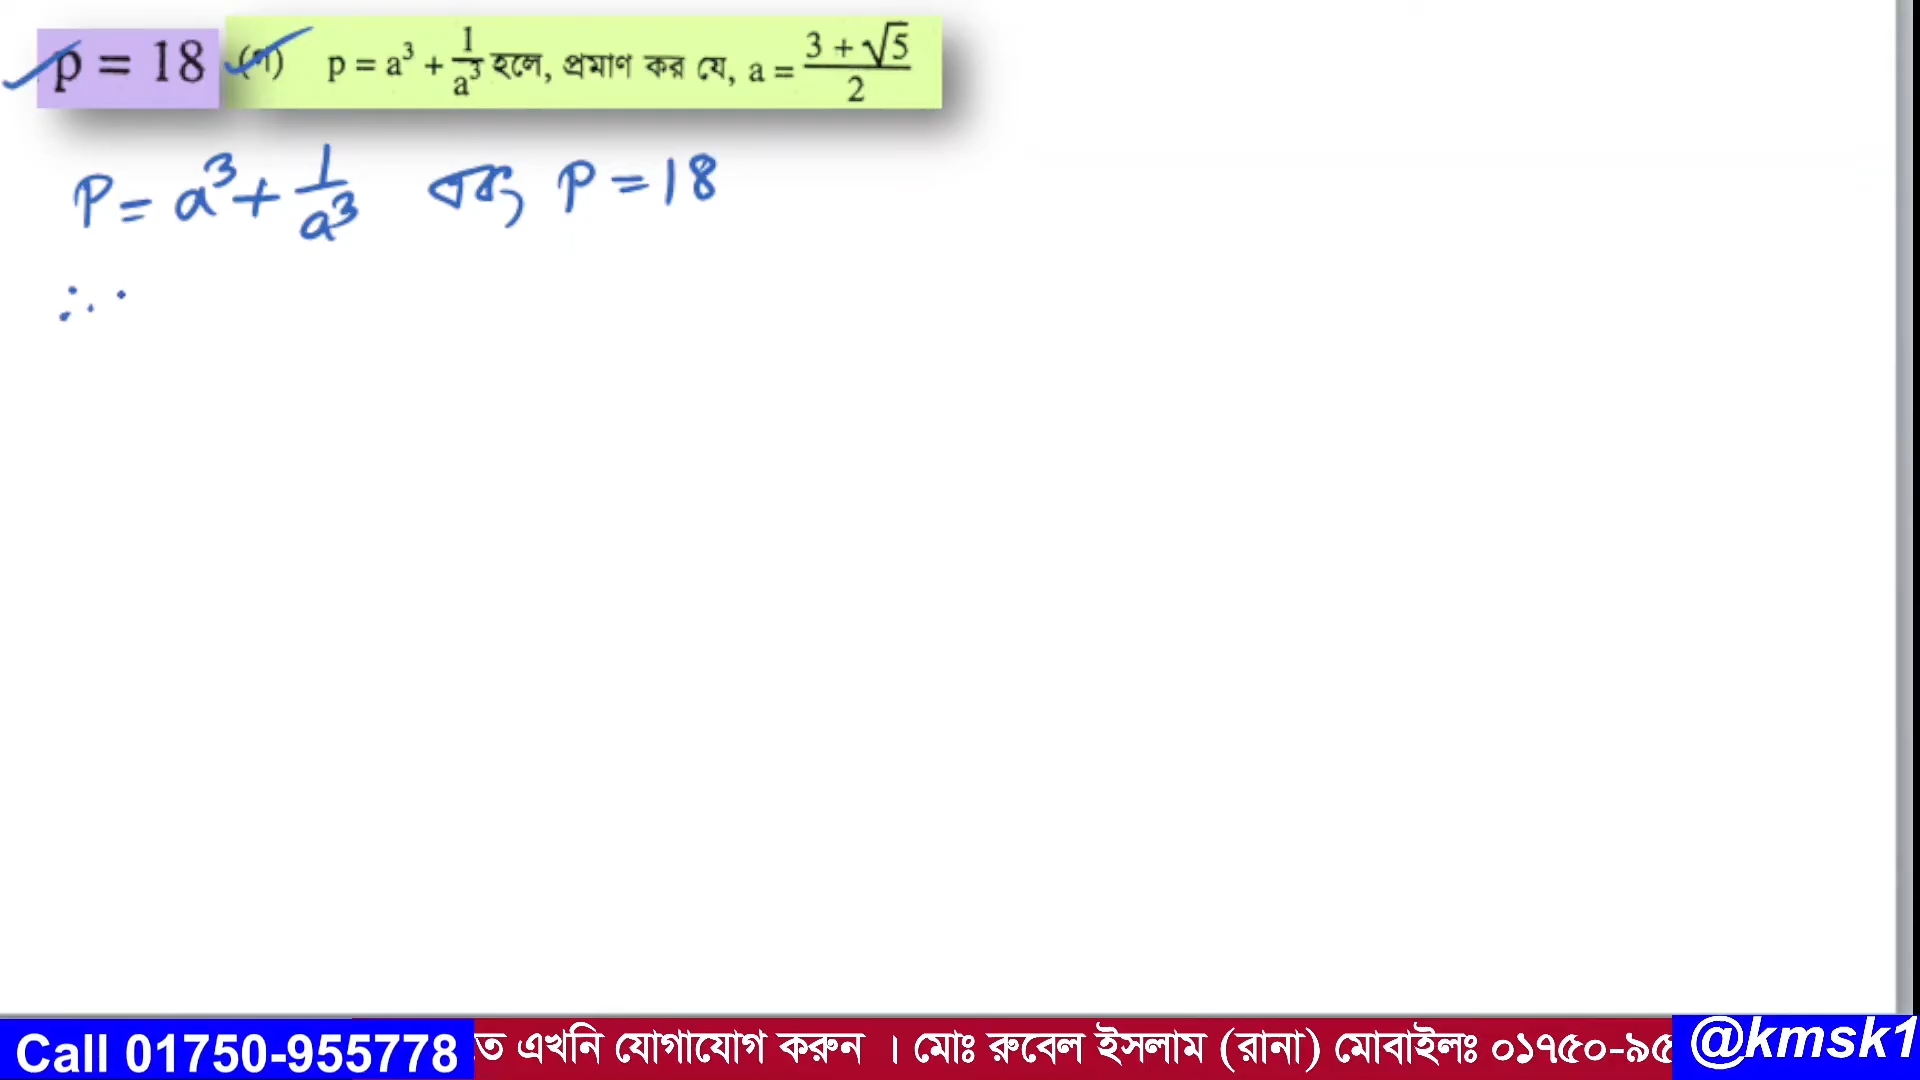 p = 18 (গ) p = a³ + 1/a³ হলে, প্রমাণ কর যে, a = (3 + √5)/2
P = a³ + 1/a³ এবং P = 18
∴
Call 01750-955778 ত এখনি যোগাযোগ করুন । মোঃ রুবেল ইসলাম (রানা) মোবাইলঃ ০১৭৫০-৯৫ @kmsk1